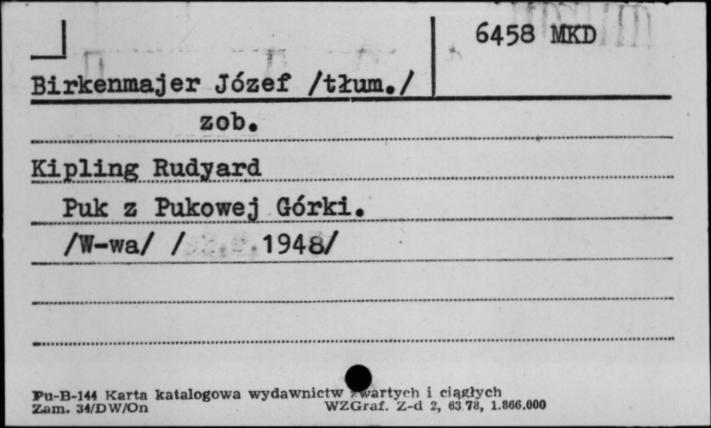 6458 MKD
Birkenmajer Józef /tłum./
zob.
Kipling Rudyard
Puk z Pukowej Górki.
/W-wa/ / 1948/
Pu-B-144 Karta katalogowa wydawnictw zwartych i ciągłych
Zam. 34/DW/On WZGraf. Z-d 2, 63.78, 1.866.000